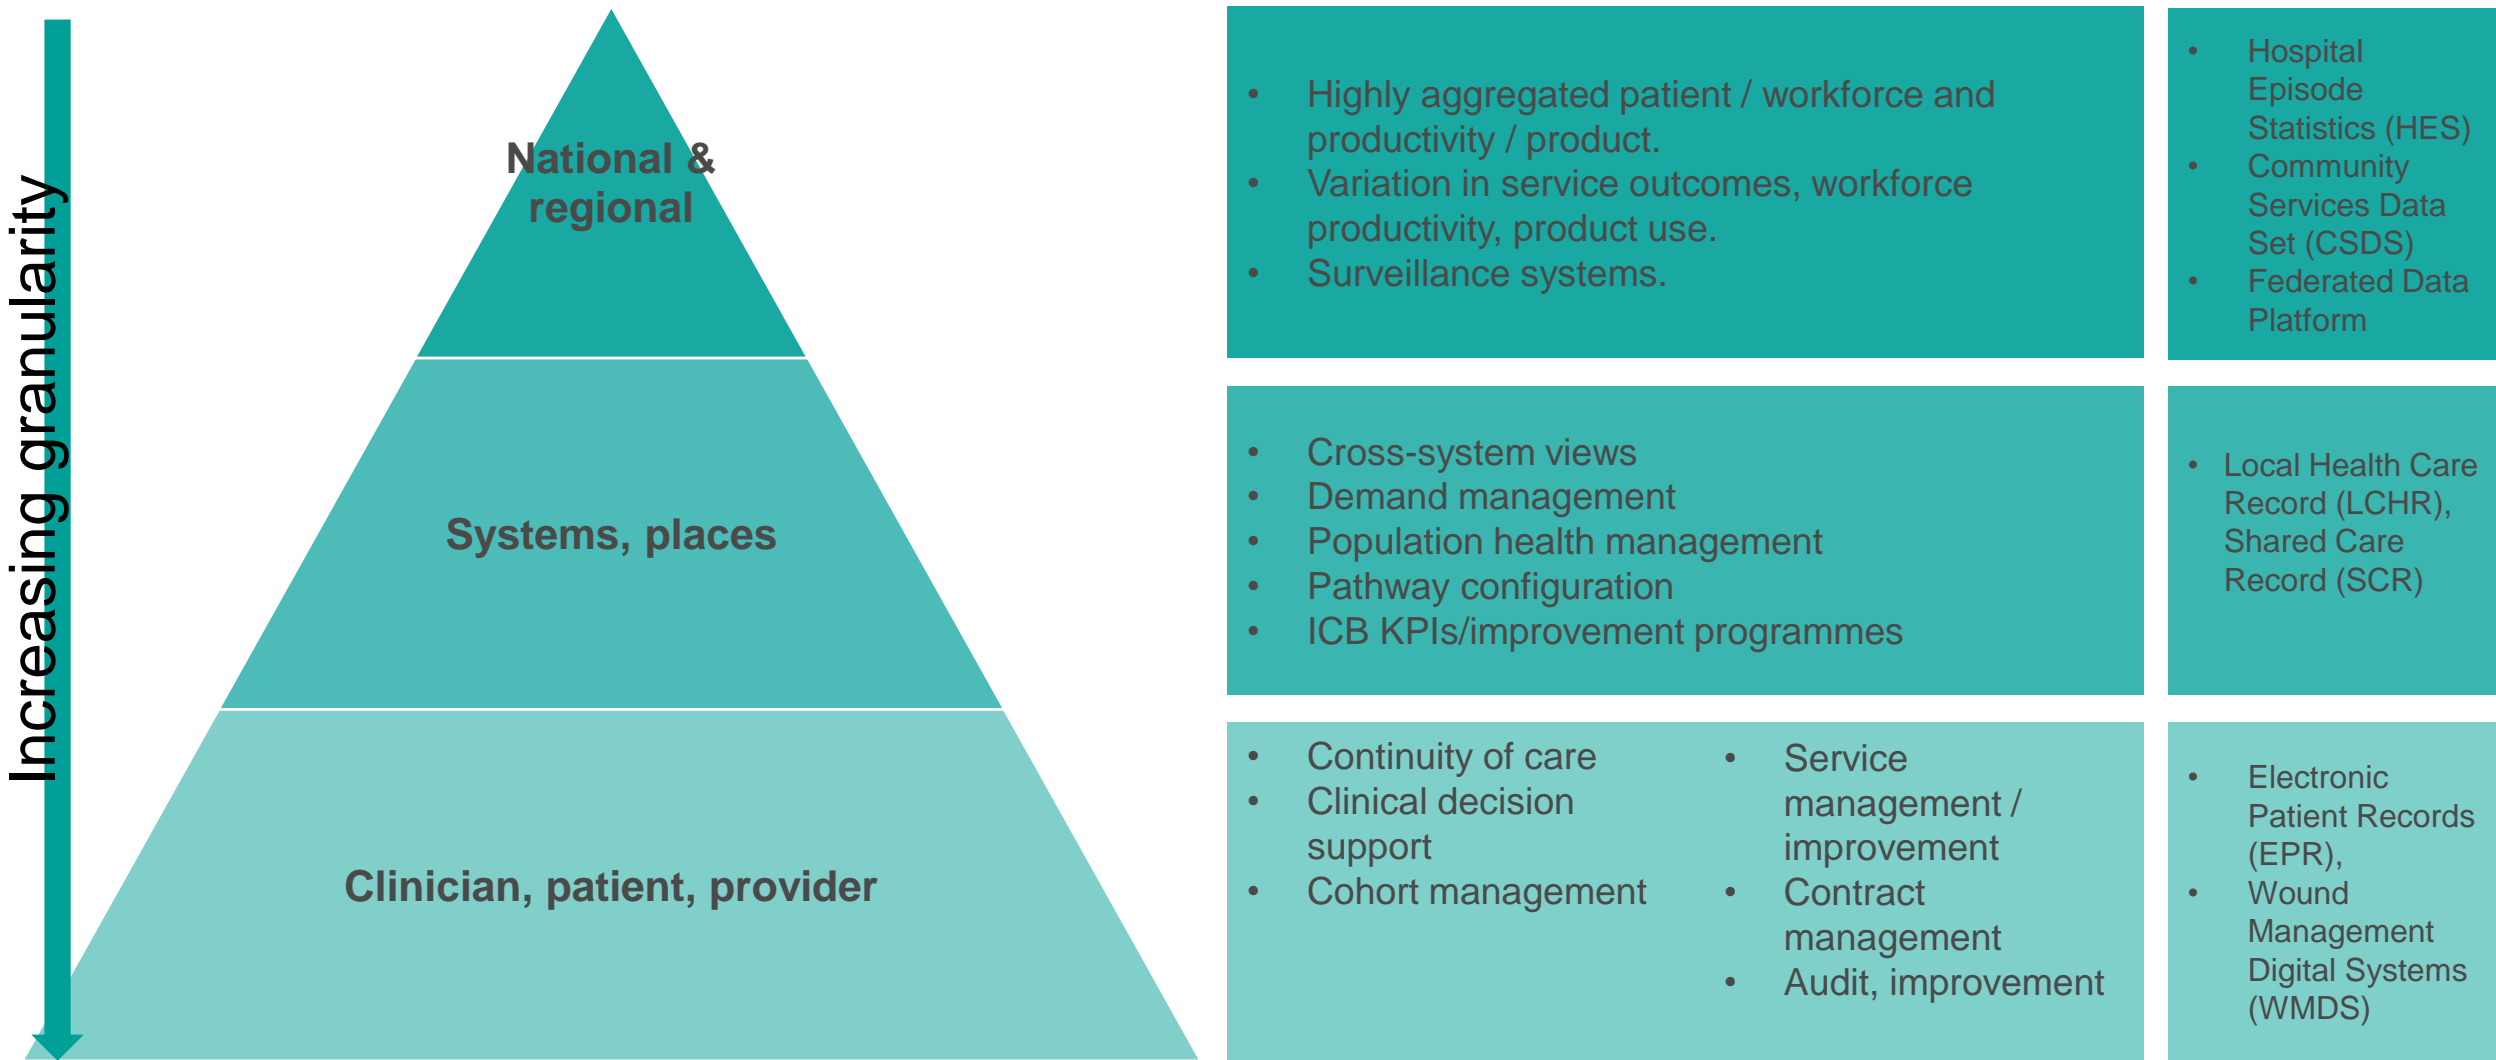 Increasing granularity
National &
regional
• Highly aggregated patient / workforce and
productivity / product.
• Variation in service outcomes, workforce
productivity, product use.
• Surveillance systems.
• Hospital
Episode
Statistics (HES)
• Community
Services Data
Set (CSDS)
• Federated Data
Platform
Systems, places
• Cross-system views
• Demand management
• Population health management
• Pathway configuration
• ICB KPIs/improvement programmes
• Local Health Care
Record (LCHR),
Shared Care
Record (SCR)
Clinician, patient, provider
• Continuity of care
• Clinical decision
support
• Cohort management
• Service
management /
improvement
• Contract
management
• Audit, improvement
• Electronic
Patient Records
(EPR),
• Wound
Management
Digital Systems
(WMDS)